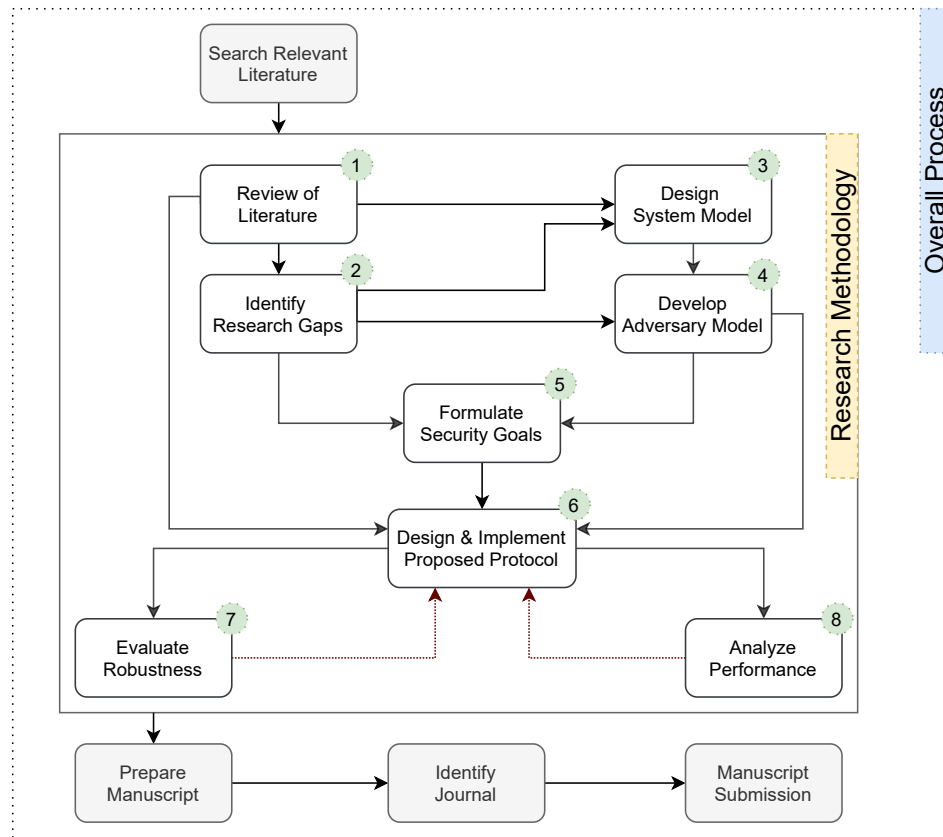 Search Relevant
Literature
Overall Process
Research Methodology
1
Review of
Literature
3
Design
System Model
2
Identify
Research Gaps
4
Develop
Adversary Model
5
Formulate
Security Goals
6
Design & Implement
Proposed Protocol
7
Evaluate
Robustness
8
Analyze
Performance
Prepare
Manuscript
Identify
Journal
Manuscript
Submission